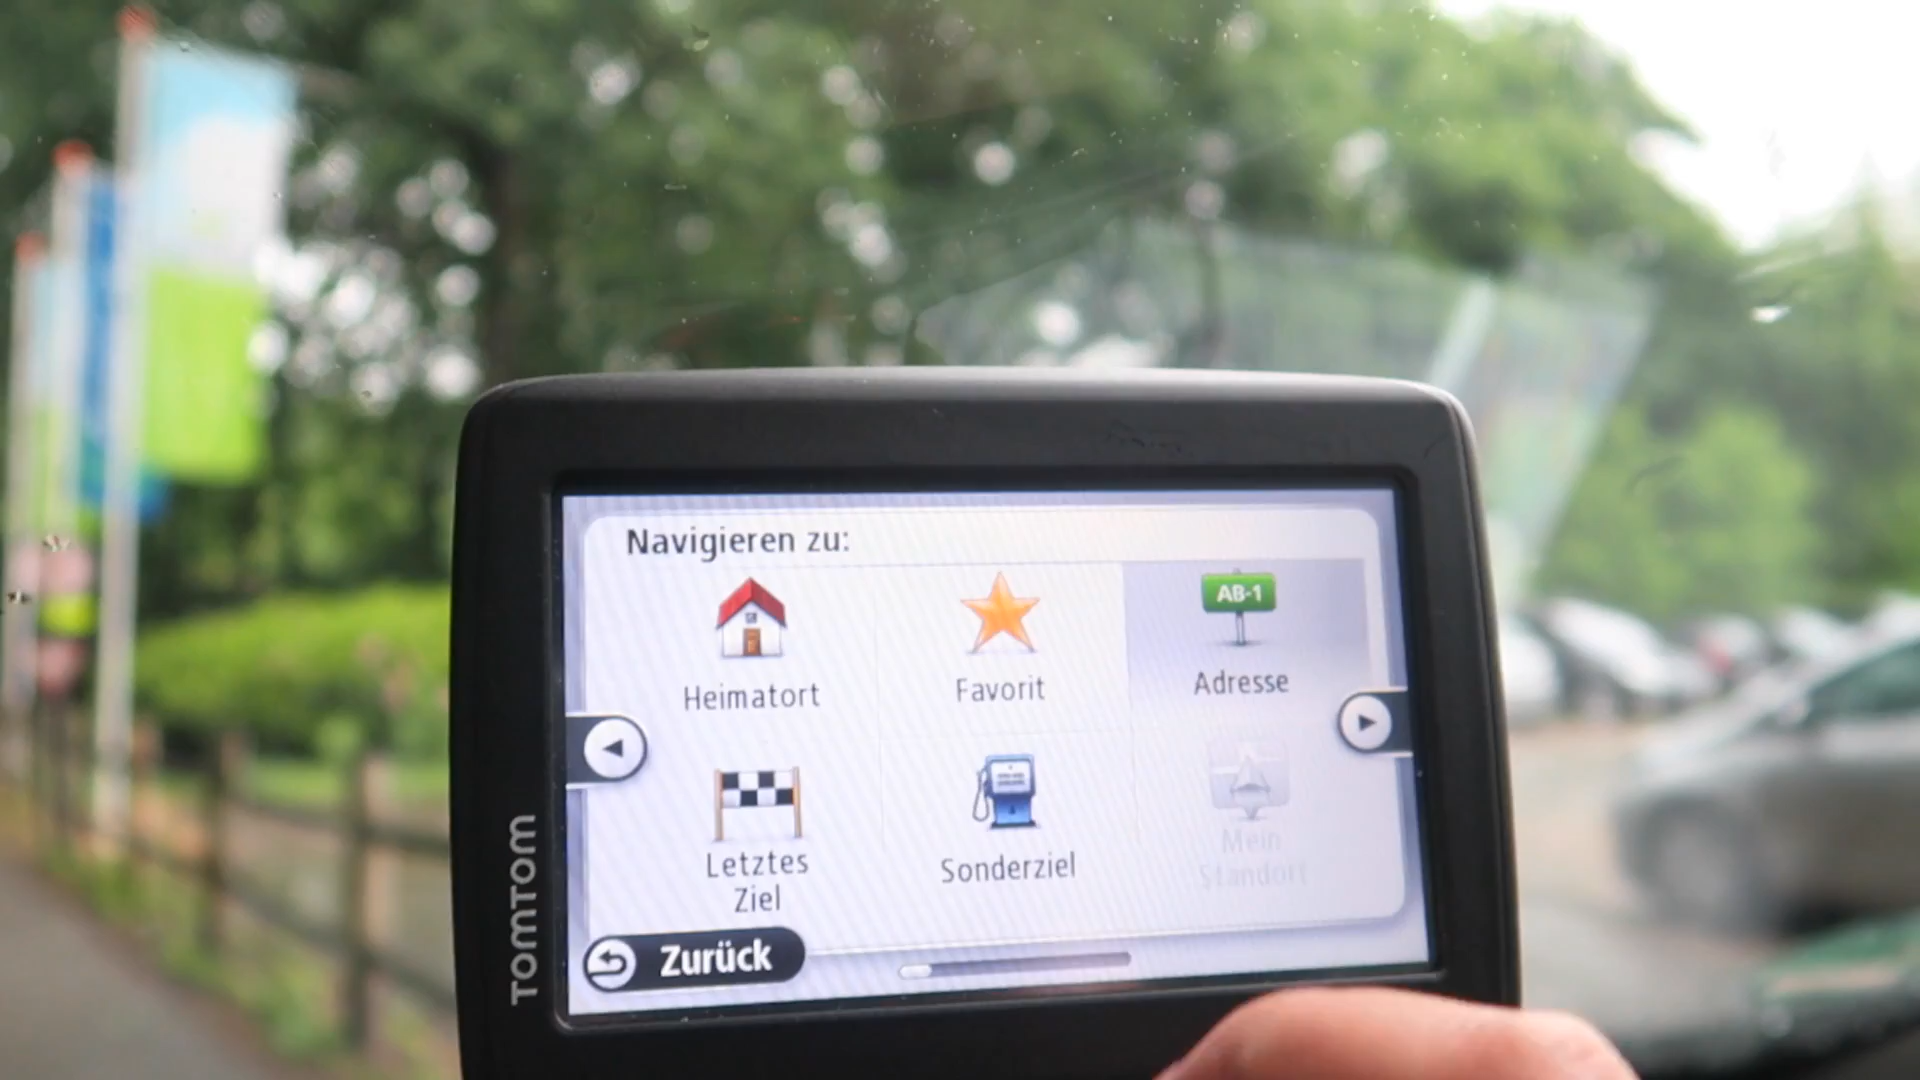 Navigieren zu:
Heimatort
Favorit
AB-1
Adresse
Letztes
Ziel
Sonderziel
Mein
Standort
Zurück
TOMTOM